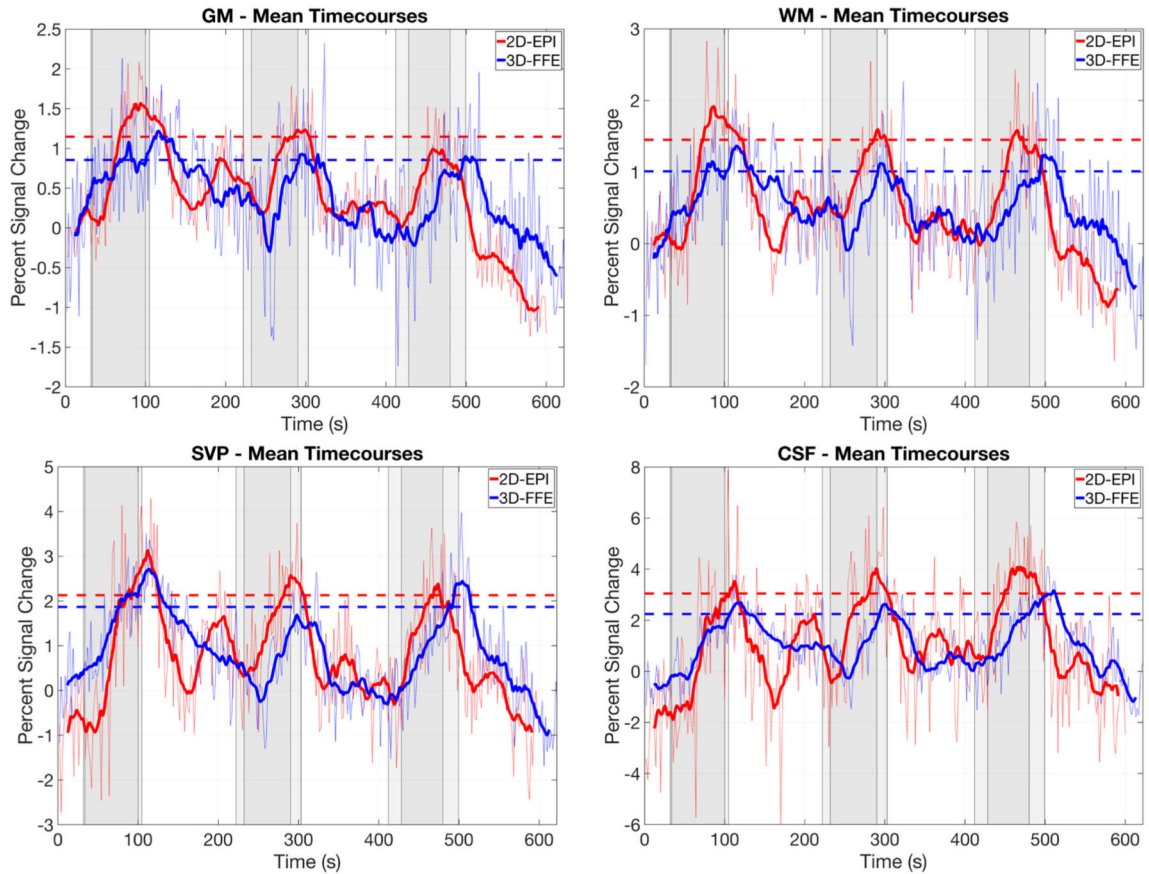 GM - Mean Timecourses
2D-EPI
3D-FFE
Percent Signal Change
2.5
2
1.5
1
0.5
0
-0.5
-1
-1.5
-2
0 100 200 300 400 500 600
Time (s)
WM - Mean Timecourses
2D-EPI
3D-FFE
Percent Signal Change
3
2
1
0
-1
-2
0 100 200 300 400 500 600
Time (s)
SVP - Mean Timecourses
2D-EPI
3D-FFE
Percent Signal Change
5
4
3
2
1
0
-1
-2
-3
0 100 200 300 400 500 600
Time (s)
CSF - Mean Timecourses
2D-EPI
3D-FFE
Percent Signal Change
8
6
4
2
0
-2
-4
-6
0 100 200 300 400 500 600
Time (s)